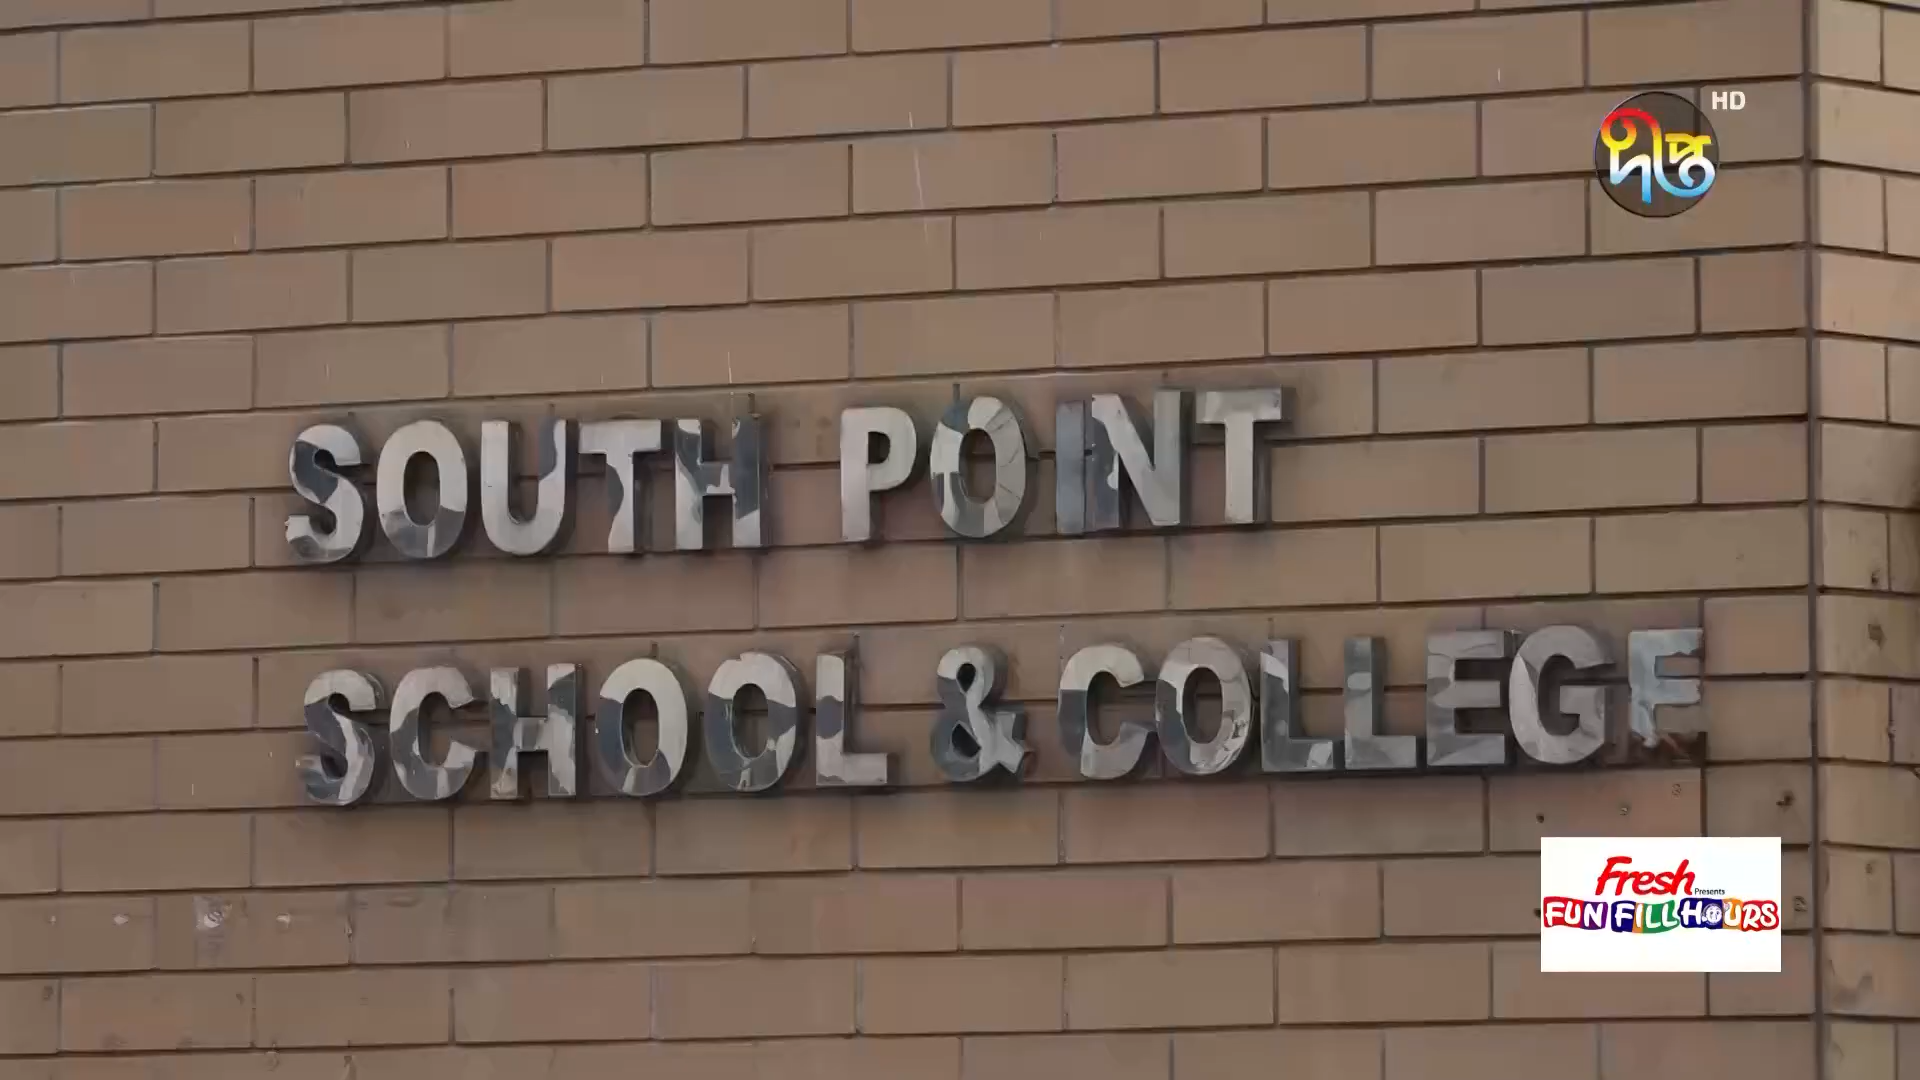 HD
দীপ্ত
SOUTH POINT
SCHOOL & COLLEGE
Fresh
Presents
FUN FILL HOURS